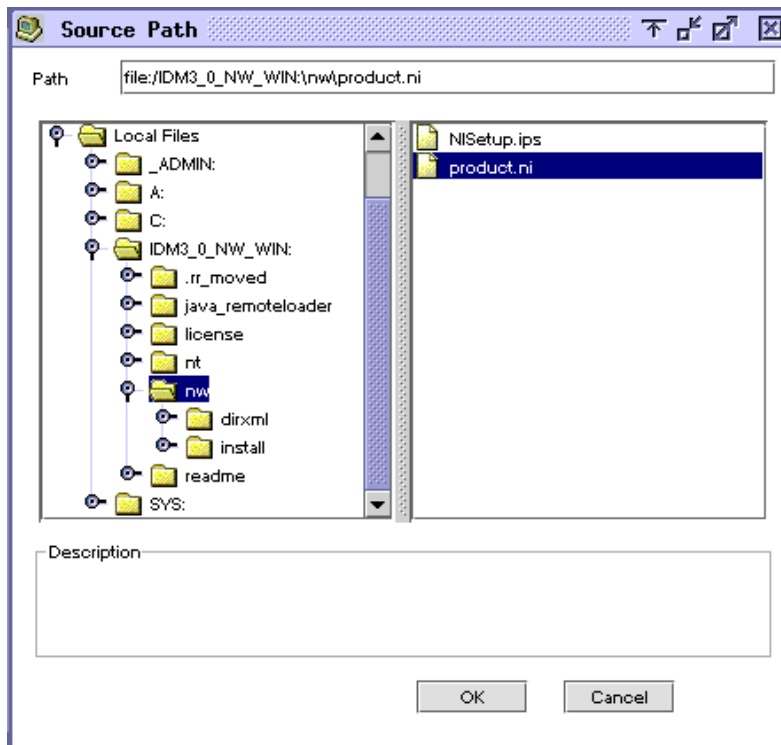 Source Path
Path
file:/IDM3_0_NW_WIN:\nw\product.ni
Local Files
_ADMIN:
A:
C:
IDM3_0_NW_WIN:
.rr_moved
java_remoteloader
license
nt
nw
dirxml
install
readme
SYS:
NISetup.ips
product.ni
Description
OK
Cancel